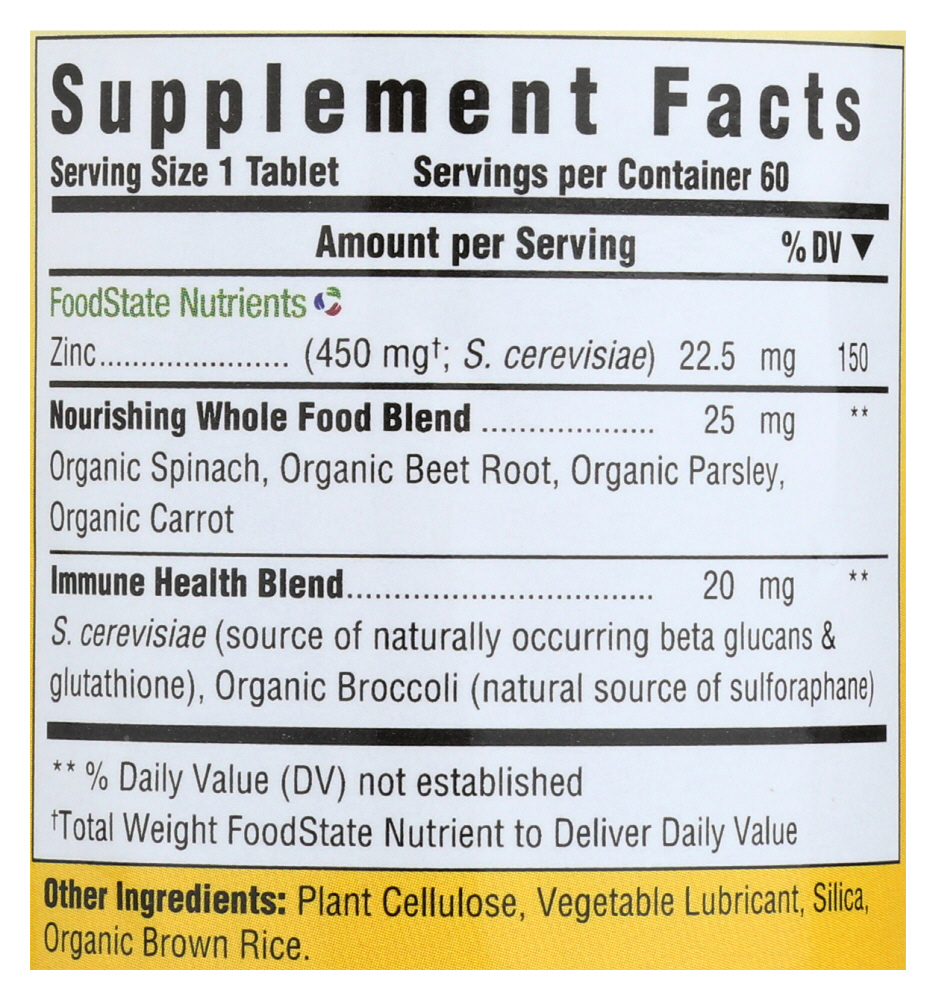 Supplement Facts
Serving Size 1 Tablet Servings per Container 60
Amount per Serving % DV ▼
FoodState Nutrients
Zinc.................... (450 mg†; S. cerevisiae) 22.5 mg 150
Nourishing Whole Food Blend ................... 25 mg **
Organic Spinach, Organic Beet Root, Organic Parsley,
Organic Carrot
Immune Health Blend................................. 20 mg **
S. cerevisiae (source of naturally occurring beta glucans &
glutathione), Organic Broccoli (natural source of sulforaphane)
** % Daily Value (DV) not established
†Total Weight FoodState Nutrient to Deliver Daily Value
Other Ingredients: Plant Cellulose, Vegetable Lubricant, Silica,
Organic Brown Rice.